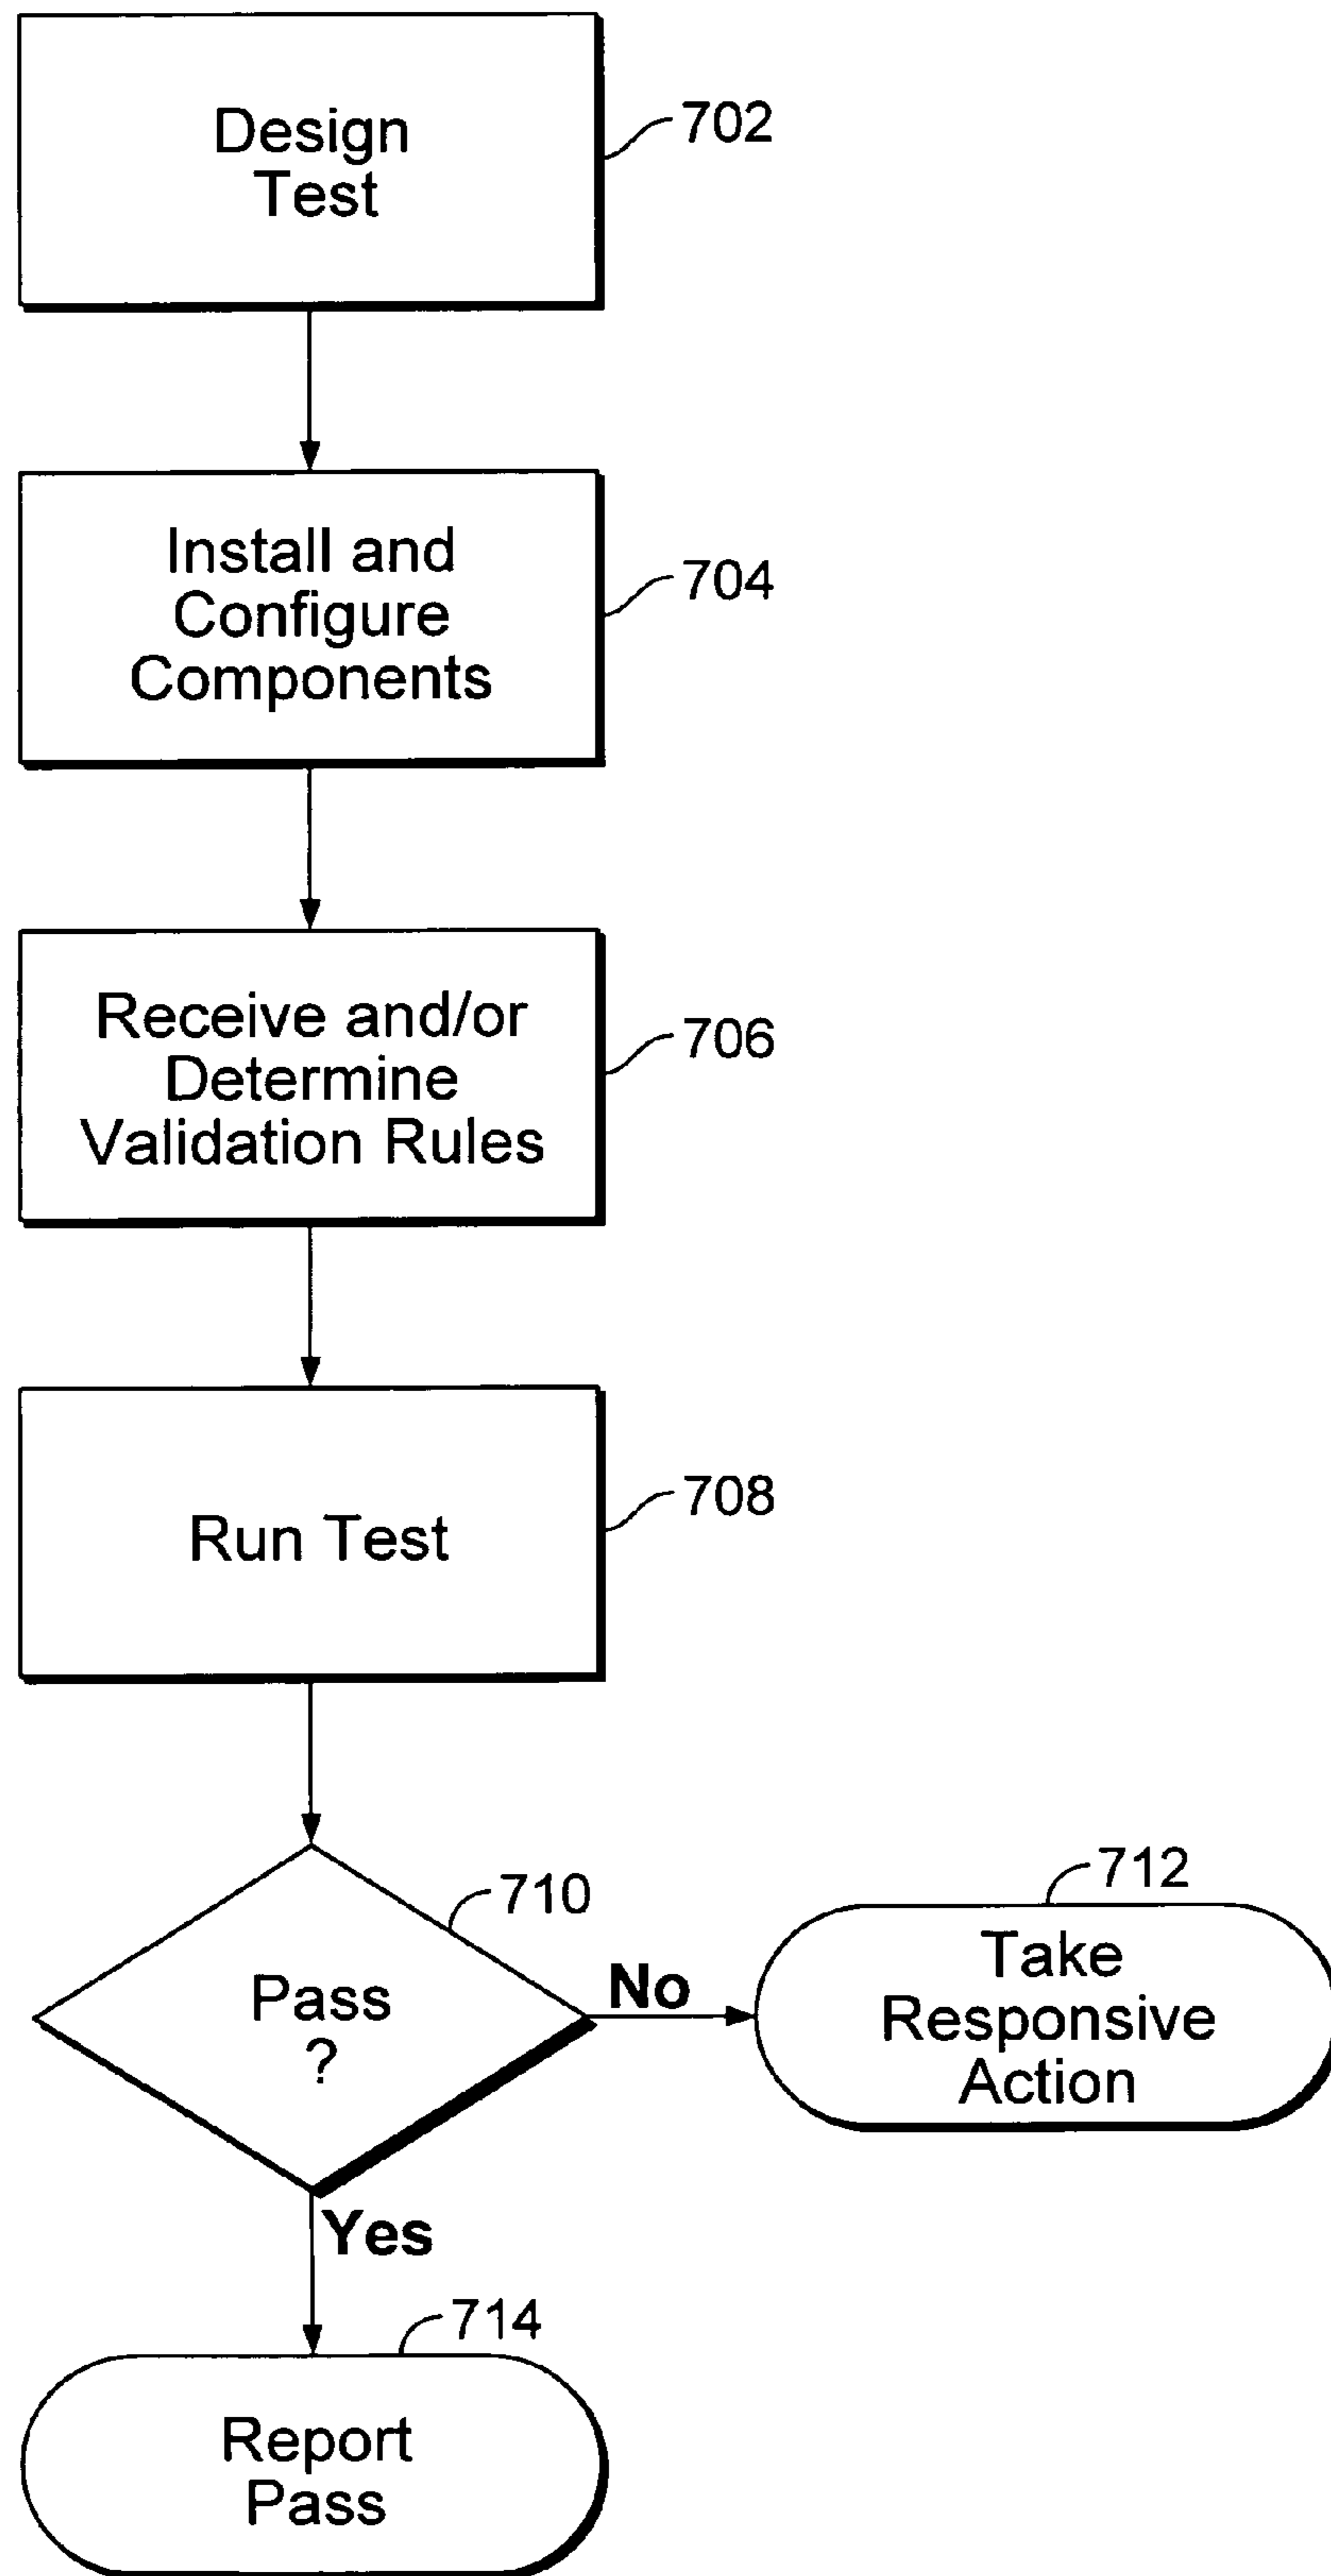 Design
Test
702
Install and
Configure
Components
704
Receive and/or
Determine
Validation Rules
706
Run Test
708
710
Pass
?
No
712
Take
Responsive
Action
Yes
714
Report
Pass